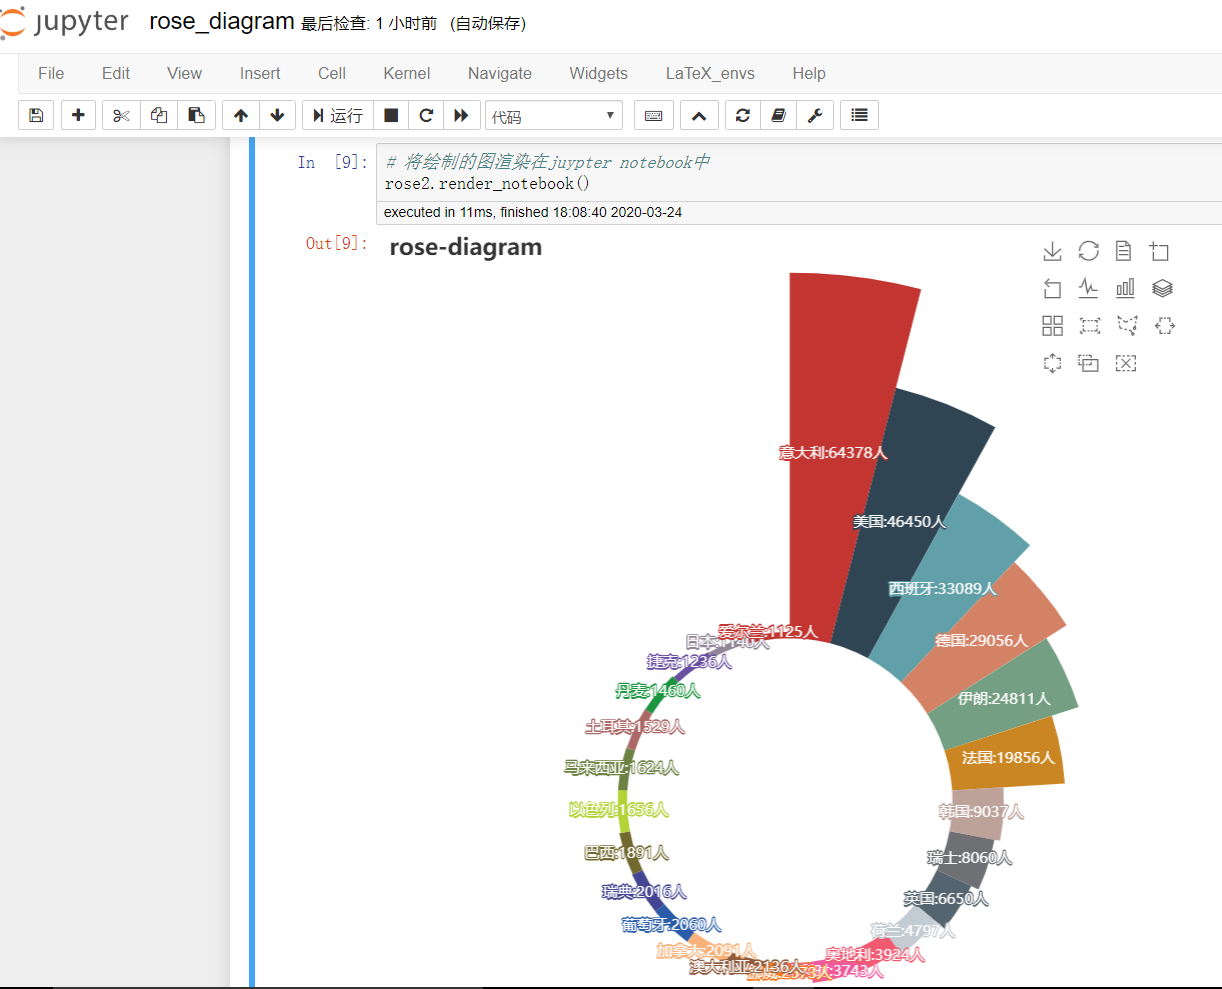 jupyter rose_diagram 最后检查: 1 小时前 (自动保存)
File Edit View Insert Cell Kernel Navigate Widgets LaTeX_envs Help
运行 代码
In [9]: # 将绘制的图渲染在juypter notebook中
rose2.render_notebook()
executed in 11ms, finished 18:08:40 2020-03-24
Out[9]: rose-diagram
意大利:64378人
美国:46450人
西班牙:33089人
德国:29056人
伊朗:24811人
法国:19856人
韩国:9037人
瑞士:8060人
英国:6650人
荷兰:4797人
奥地利:3924人
:3743人
挪威:2573人
澳大利亚:2136人
加拿大:2091人
葡萄牙:2060人
瑞典:2016人
巴西:1891人
以色列:1656人
马来西亚:1624人
土耳其:1529人
丹麦:1460人
捷克:1236人
日本:1140人
爱尔兰:1125人